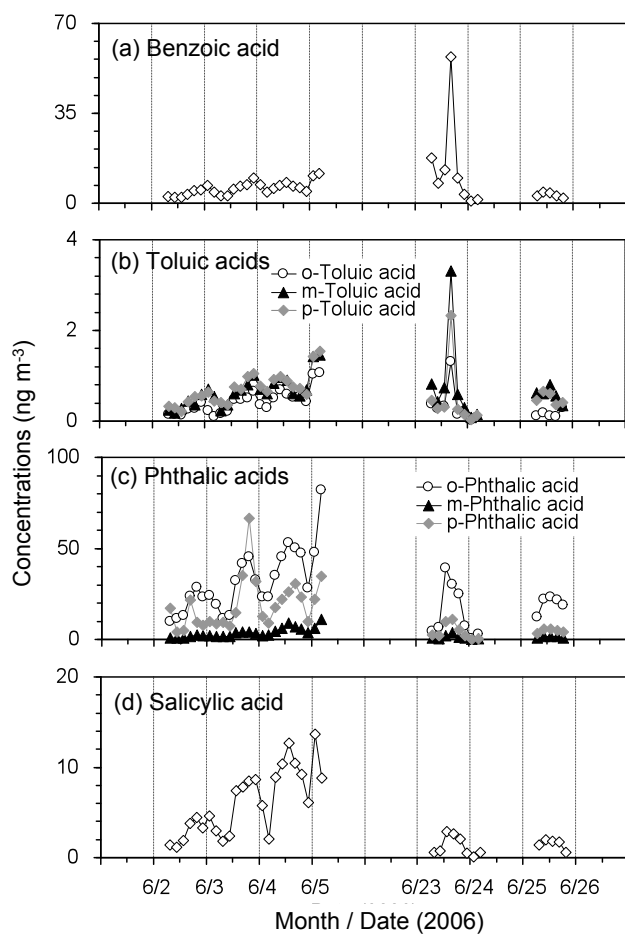 70
(a) Benzoic acid
35
0
4
(b) Toluic acids
o-Toluic acid
m-Toluic acid
p-Toluic acid
2
0
Concentrations (ng m-3)
100
(c) Phthalic acids
o-Phthalic acid
m-Phthalic acid
p-Phthalic acid
50
0
20
(d) Salicylic acid
10
0
6/2 6/3 6/4 6/5 6/23 6/24 6/25 6/26
Month / Date (2006)